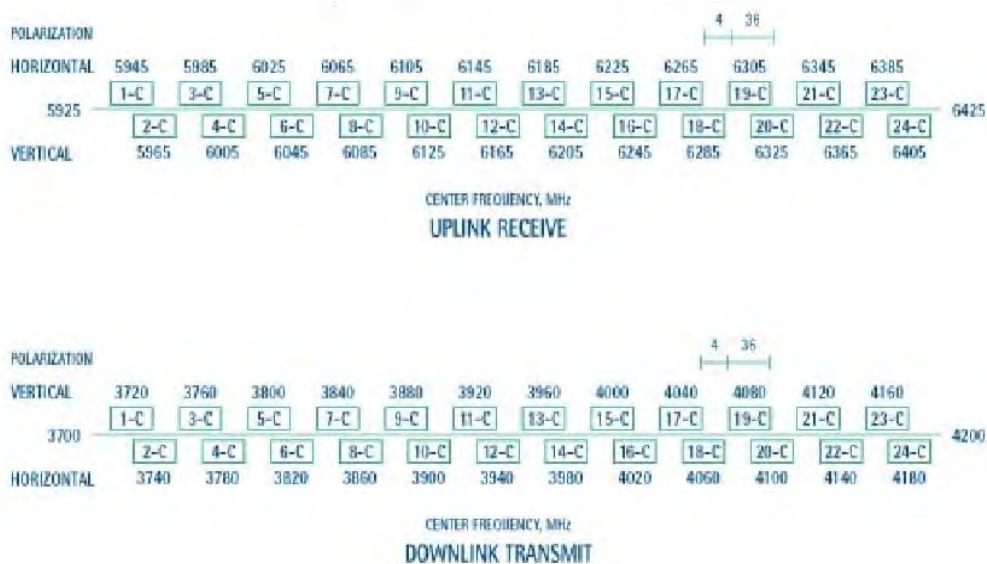 4 36
POLARIZATION
HORIZONTAL 5945 5985 6025 6065 6105 6145 6185 6225 6265 6305 6345 6385
1-C 3-C 5-C 7-C 9-C 11-C 13-C 15-C 17-C 19-C 21-C 23-C
5925 6425
2-C 4-C 6-C 8-C 10-C 12-C 14-C 16-C 18-C 20-C 22-C 24-C
VERTICAL 5965 6005 6045 6085 6125 6165 6205 6245 6285 6325 6365 6405
CENTER FREQUENCY, MHz
UPLINK RECEIVE
4 36
POLARIZATION
VERTICAL 3720 3760 3800 3840 3880 3920 3960 4000 4040 4080 4120 4160
1-C 3-C 5-C 7-C 9-C 11-C 13-C 15-C 17-C 19-C 21-C 23-C
3700 4200
2-C 4-C 6-C 8-C 10-C 12-C 14-C 16-C 18-C 20-C 22-C 24-C
HORIZONTAL 3740 3780 3820 3860 3900 3940 3980 4020 4060 4100 4140 4180
CENTER FREQUENCY, MHz
DOWNLINK TRANSMIT